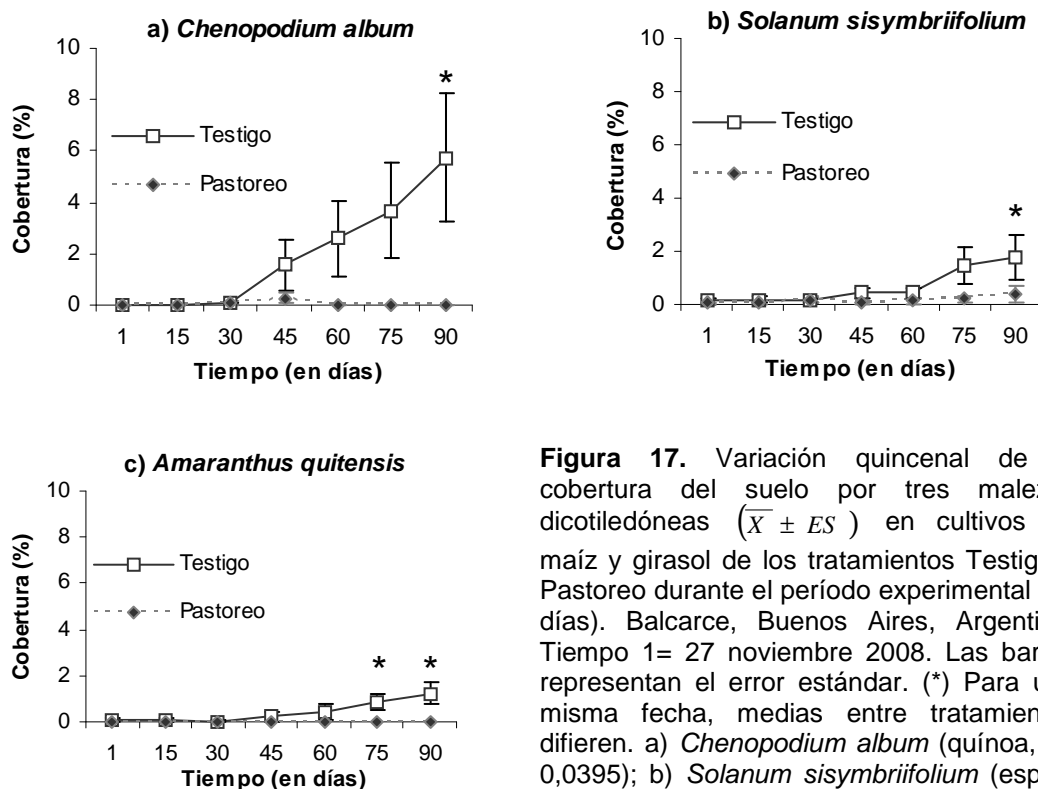 a) Chenopodium album
10
8
6
4
2
0
Cobertura (%)
Testigo
Pastoreo
*
1 15 30 45 60 75 90
Tiempo (en días)
b) Solanum sisymbriifolium
10
8
6
4
2
0
Cobertura (%)
Testigo
Pastoreo
*
1 15 30 45 60 75 90
Tiempo (en días)
c) Amaranthus quitensis
10
8
6
4
2
0
Cobertura (%)
Testigo
Pastoreo
* *
1 15 30 45 60 75 90
Tiempo (en días)
Figura 17. Variación quincenal de
cobertura del suelo por tres
dicotiledóneas (X̅ ± ES) en cultivos
maíz y girasol de los tratamientos
Pastoreo durante el período experimental
días). Balcarce, Buenos Aires,
Tiempo 1= 27 noviembre 2008. Las
representan el error estándar. (*) Para
misma fecha, medias entre
difieren. a) Chenopodium album (quínoa,
0,0395); b) Solanum sisymbriifolium